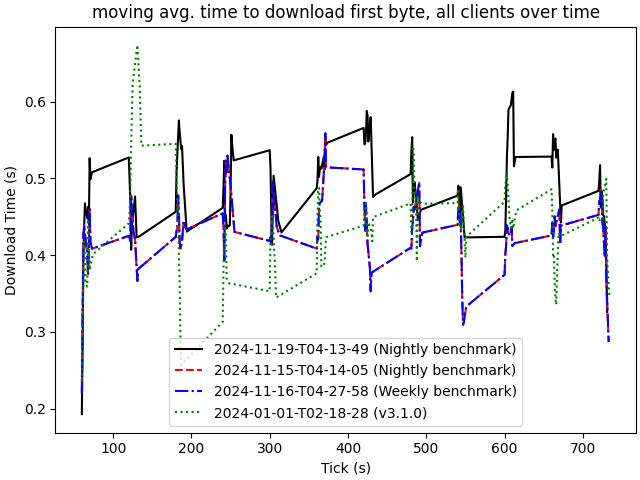 moving avg. time to download first byte, all clients over time
Download Time (s)
0.6
0.5
0.4
0.3
0.2
2024-11-19-T04-13-49 (Nightly benchmark)
2024-11-15-T04-14-05 (Nightly benchmark)
2024-11-16-T04-27-58 (Weekly benchmark)
2024-01-01-T02-18-28 (v3.1.0)
100 200 300 400 500 600 700
Tick (s)